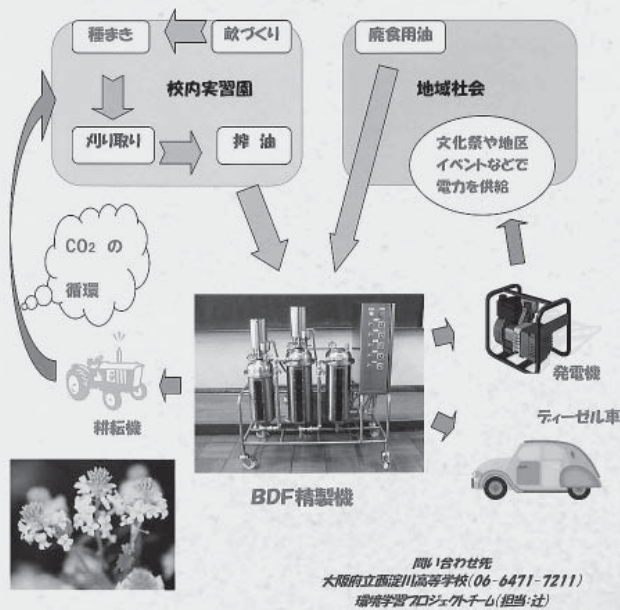 種まき
畝づくり
校内実習園
刈り取り
搾 油
廃食用油
地域社会
文化祭や地区
イベントなどで
電力を供給
CO₂ の
循環
耕耘機
発電機
ディーゼル車
BDF精製機
問い合わせ先
大阪府立西淀川高等学校(06-6471-7211)
環境学習プロジェクトチーム(担当:辻)